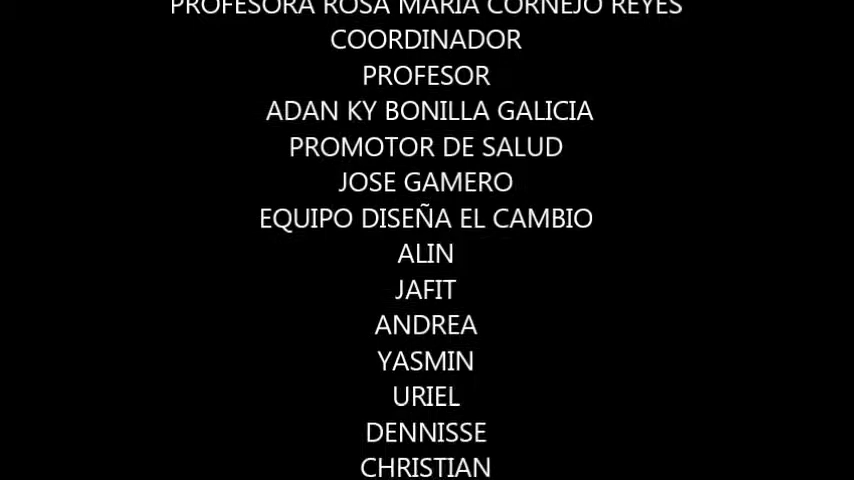 PROFESORA ROSA MARIA CORNEJO REYES
COORDINADOR
PROFESOR
ADAN KY BONILLA GALICIA
PROMOTOR DE SALUD
JOSE GAMERO
EQUIPO DISEÑA EL CAMBIO
ALIN
JAFIT
ANDREA
YASMIN
URIEL
DENNISSE
CHRISTIAN